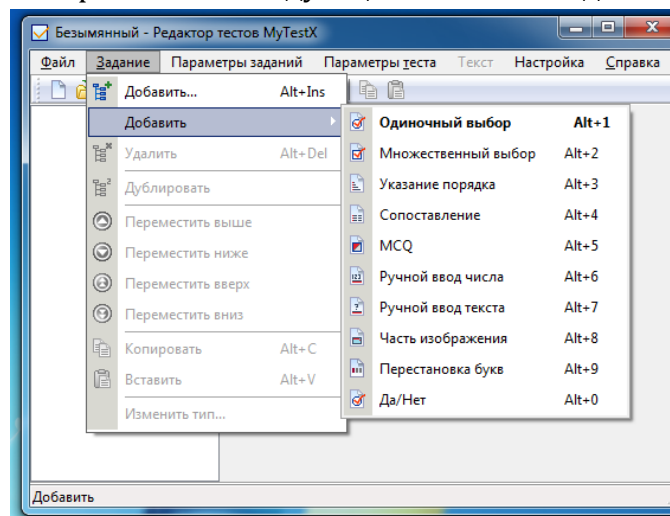 Безымянный - Редактор тестов MyTestX
Файл Задание Параметры заданий Параметры теста Текст Настройка Справка
Добавить... Alt+Ins
Добавить
Удалить Alt+Del
Дублировать
Переместить выше
Переместить ниже
Переместить вверх
Переместить вниз
Копировать Alt+C
Вставить Alt+V
Изменить тип...
Одиночный выбор Alt+1
Множественный выбор Alt+2
Указание порядка Alt+3
Сопоставление Alt+4
MCQ Alt+5
Ручной ввод числа Alt+6
Ручной ввод текста Alt+7
Часть изображения Alt+8
Перестановка букв Alt+9
Да/Нет Alt+0
Добавить